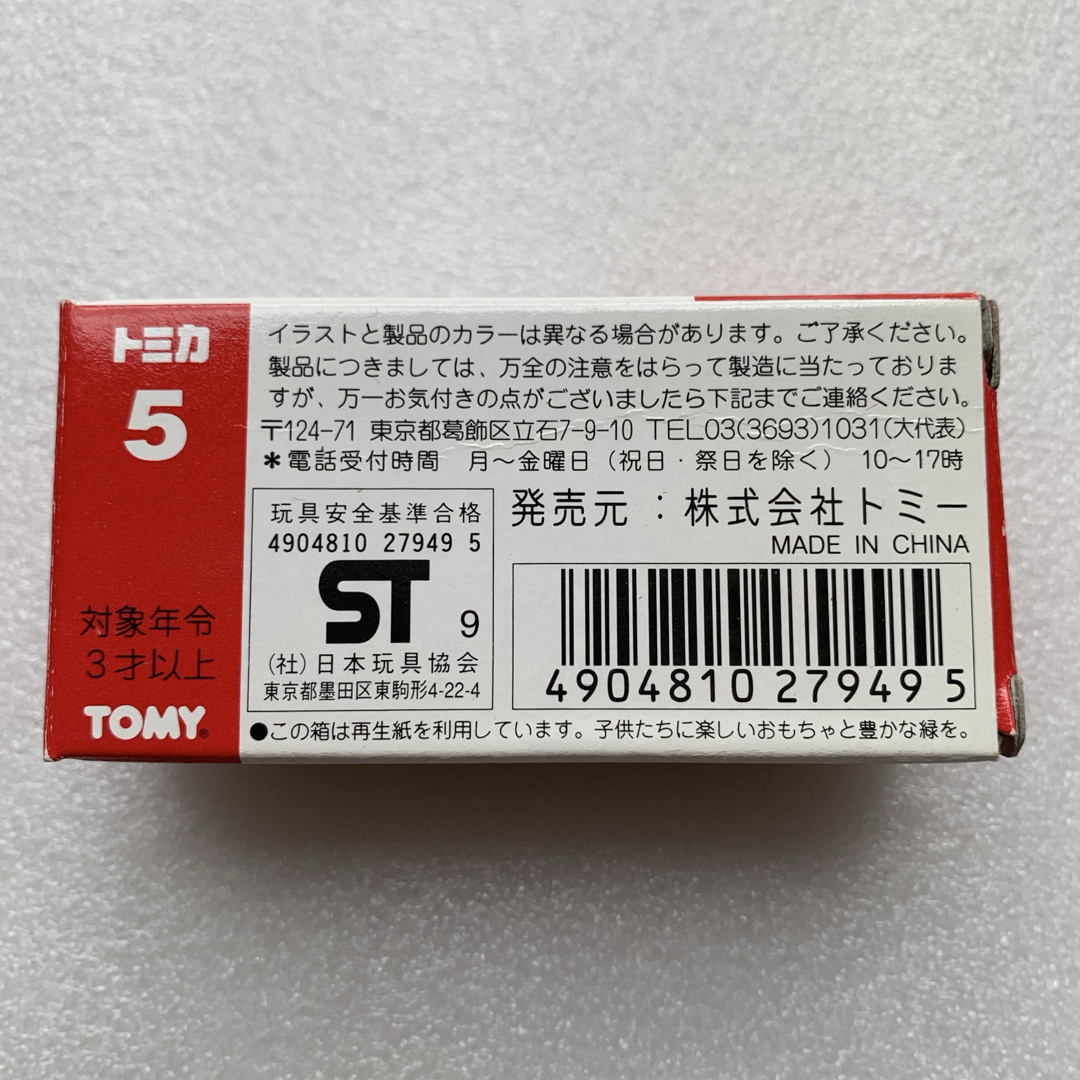 トミカ
5
対象年令
3才以上
TOMY®
イラストと製品のカラーは異なる場合があります。ご了承ください。
製品につきましては、万全の注意をはらって製造に当たっておりま
すが、万一お気付きの点がございましたら下記までご連絡ください。
〒124-71 東京都葛飾区立石7-9-10 TEL03(3693)1031(大代表)
＊電話受付時間 月～金曜日（祝日・祭日を除く） 10～17時
玩具安全基準合格
4904810 27949 5
ST 9
(社)日本玩具協会
東京都墨田区東駒形4-22-4
発売元：株式会社トミー
MADE IN CHINA
4904810 279495
●この箱は再生紙を利用しています。子供たちに楽しいおもちゃと豊かな緑を。